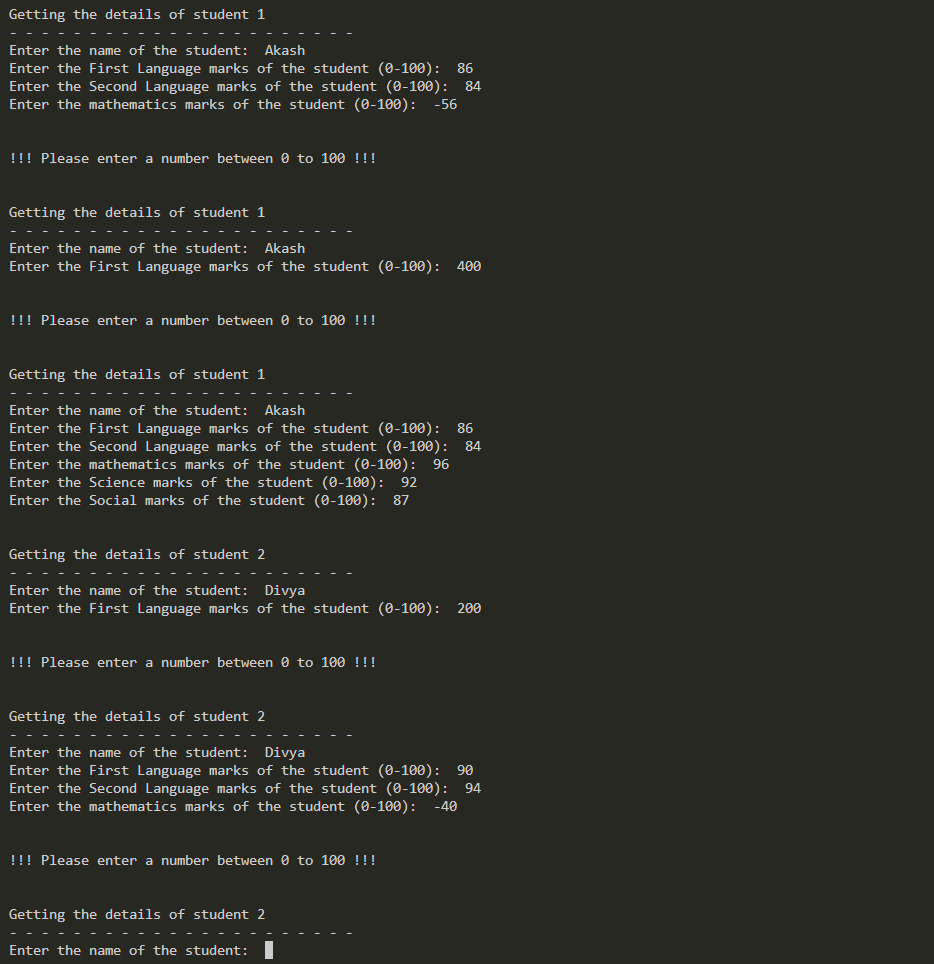 Getting the details of student 1
- - - - - - - - - - - - - - - - - - - - - -
Enter the name of the student:  Akash
Enter the First Language marks of the student (0-100):  86
Enter the Second Language marks of the student (0-100):  84
Enter the mathematics marks of the student (0-100):  -56
!!! Please enter a number between 0 to 100 !!!
Getting the details of student 1
- - - - - - - - - - - - - - - - - - - - - -
Enter the name of the student:  Akash
Enter the First Language marks of the student (0-100):  400
!!! Please enter a number between 0 to 100 !!!
Getting the details of student 1
- - - - - - - - - - - - - - - - - - - - - -
Enter the name of the student:  Akash
Enter the First Language marks of the student (0-100):  86
Enter the Second Language marks of the student (0-100):  84
Enter the mathematics marks of the student (0-100):  96
Enter the Science marks of the student (0-100):  92
Enter the Social marks of the student (0-100):  87
Getting the details of student 2
- - - - - - - - - - - - - - - - - - - - - -
Enter the name of the student:  Divya
Enter the First Language marks of the student (0-100):  200
!!! Please enter a number between 0 to 100 !!!
Getting the details of student 2
- - - - - - - - - - - - - - - - - - - - - -
Enter the name of the student:  Divya
Enter the First Language marks of the student (0-100):  90
Enter the Second Language marks of the student (0-100):  94
Enter the mathematics marks of the student (0-100):  -40
!!! Please enter a number between 0 to 100 !!!
Getting the details of student 2
- - - - - - - - - - - - - - - - - - - - - -
Enter the name of the student: